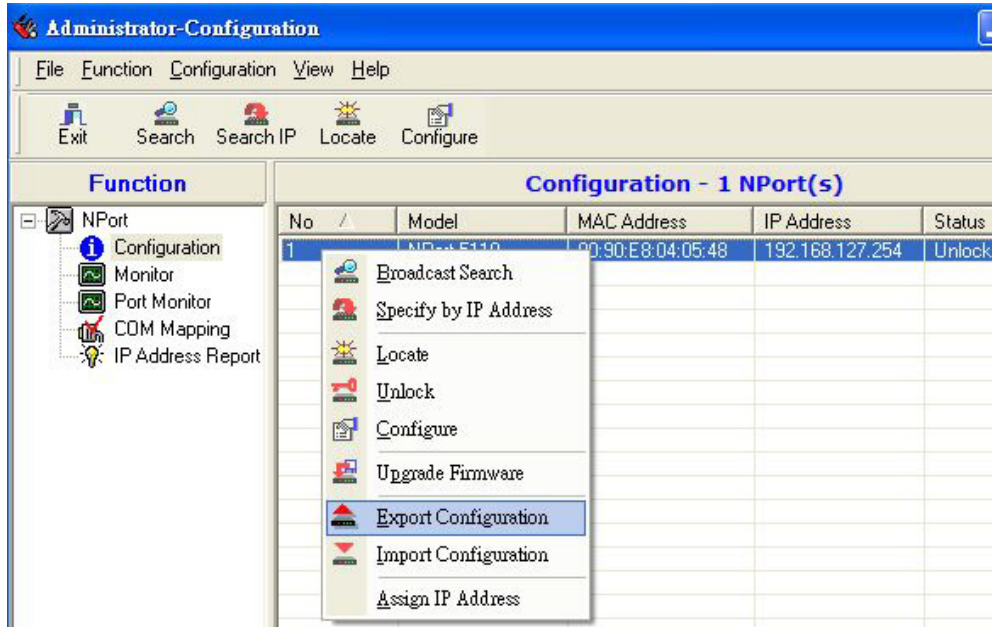 Administrator-Configuration
File Function Configuration View Help
Exit Search Search IP Locate Configure
Function
Configuration - 1 NPort(s)
NPort
Configuration
Monitor
Port Monitor
COM Mapping
IP Address Report
No Model MAC Address IP Address Status
1 NPort 5110 00:90:E8:04:05:48 192.168.127.254 Unlock
Broadcast Search
Specify by IP Address
Locate
Unlock
Configure
Upgrade Firmware
Export Configuration
Import Configuration
Assign IP Address